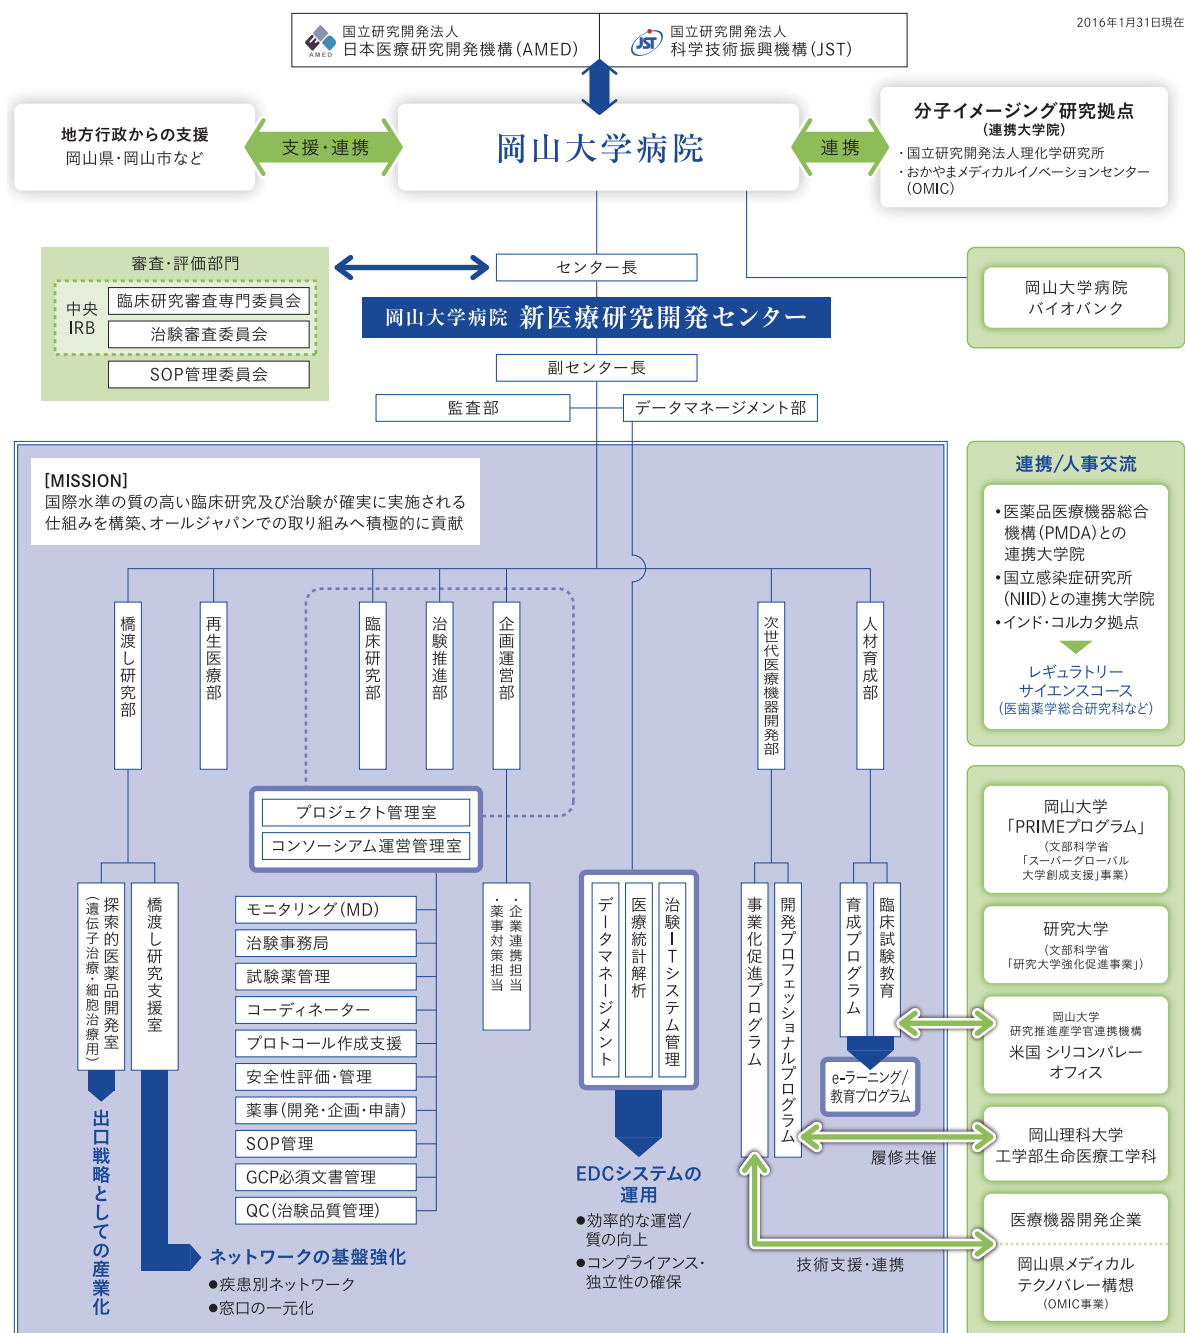 2016年1月31日現在
国立研究開発法人
日本医療研究開発機構(AMED)
AMED
国立研究開発法人
科学技術振興機構(JST)
JST
地方行政からの支援
岡山県・岡山市など
支援・連携
岡山大学病院
連携
分子イメージング研究拠点
(連携大学院)
・国立研究開発法人理化学研究所
・おかやまメディカルイノベーションセンター
(OMIC)
審査・評価部門
中央
IRB
臨床研究審査専門委員会
治験審査委員会
SOP管理委員会
センター長
岡山大学病院 新医療研究開発センター
副センター長
監査部
データマネージメント部
岡山大学病院
バイオバンク
[MISSION]
国際水準の質の高い臨床研究及び治験が確実に実施される
仕組みを構築、オールジャパンでの取り組みへ積極的に貢献
橋渡し研究部
再生医療部
臨床研究部
治験推進部
企画運営部
次世代医療機器開発部
人材育成部
プロジェクト管理室
コンソーシアム運営管理室
探索的医薬品開発室
(遺伝子治療・細胞治療用)
橋渡し研究支援室
モニタリング(MD)
治験事務局
試験薬管理
コーディネーター
プロトコール作成支援
安全性評価・管理
薬事(開発・企画・申請)
SOP管理
GCP必須文書管理
QC(治験品質管理)
・企業連携担当
・薬事対策担当
データマネージメント
医療統計解析
治験ITシステム管理
事業化促進プログラム
開発プロフェッショナルプログラム
育成プログラム
臨床試験教育
e-ラーニング/
教育プログラム
出口戦略としての産業化
ネットワークの基盤強化
●疾患別ネットワーク
●窓口の一元化
EDCシステムの
運用
●効率的な運営/
質の向上
●コンプライアンス・
独立性の確保
履修共催
技術支援・連携
連携/人事交流
•医薬品医療機器総合
機構(PMDA)との
連携大学院
•国立感染症研究所
(NIID)との連携大学院
•インド・コルカタ拠点
レギュラトリー
サイエンスコース
(医歯薬学総合研究科など)
岡山大学
「PRIMEプログラム」
(文部科学省
「スーパーグローバル
大学創成支援」事業)
研究大学
(文部科学省
「研究大学強化促進事業」)
岡山大学
研究推進産学官連携機構
米国 シリコンバレー
オフィス
岡山理科大学
工学部生命医療工学科
医療機器開発企業
岡山県メディカル
テクノバレー構想
(OMIC事業)